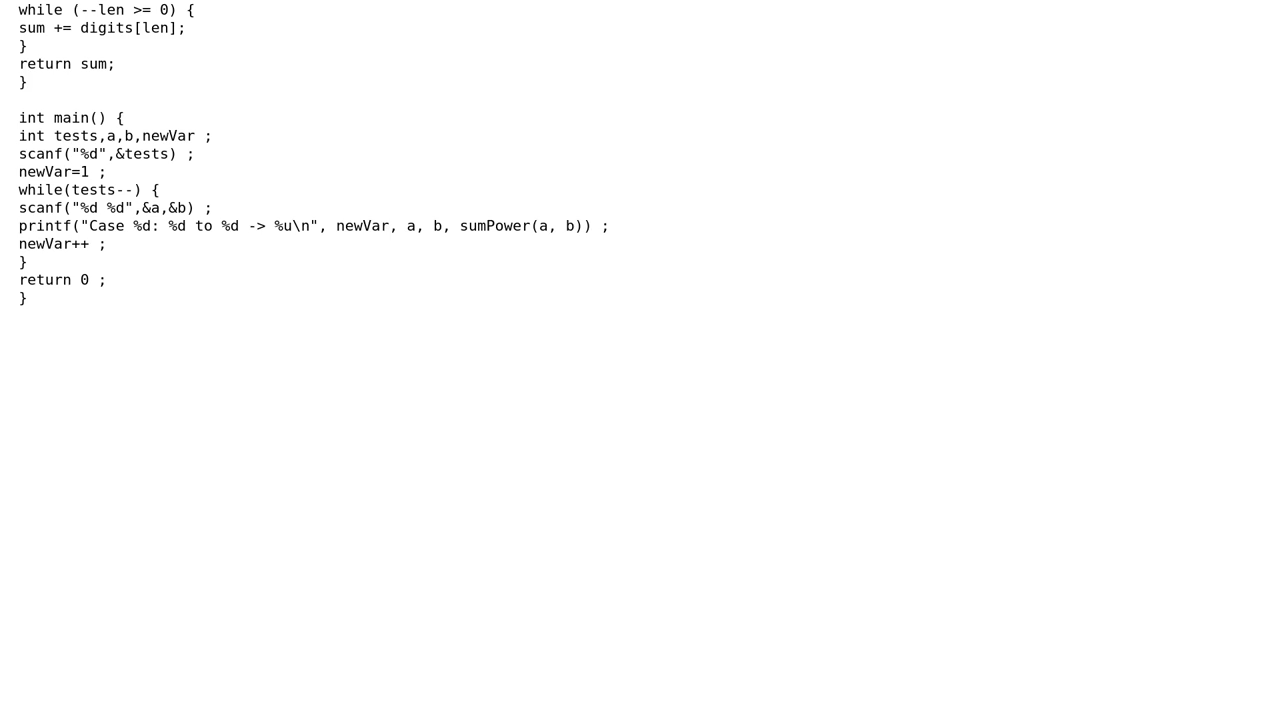 while (--len >= 0) {
sum += digits[len];
}
return sum;
}

int main() {
int tests,a,b,newVar ;
scanf("%d",&tests) ;
newVar=1 ;
while(tests--) {
scanf("%d %d",&a,&b) ;
printf("Case %d: %d to %d -> %u\n", newVar, a, b, sumPower(a, b)) ;
newVar++ ;
}
return 0 ;
}